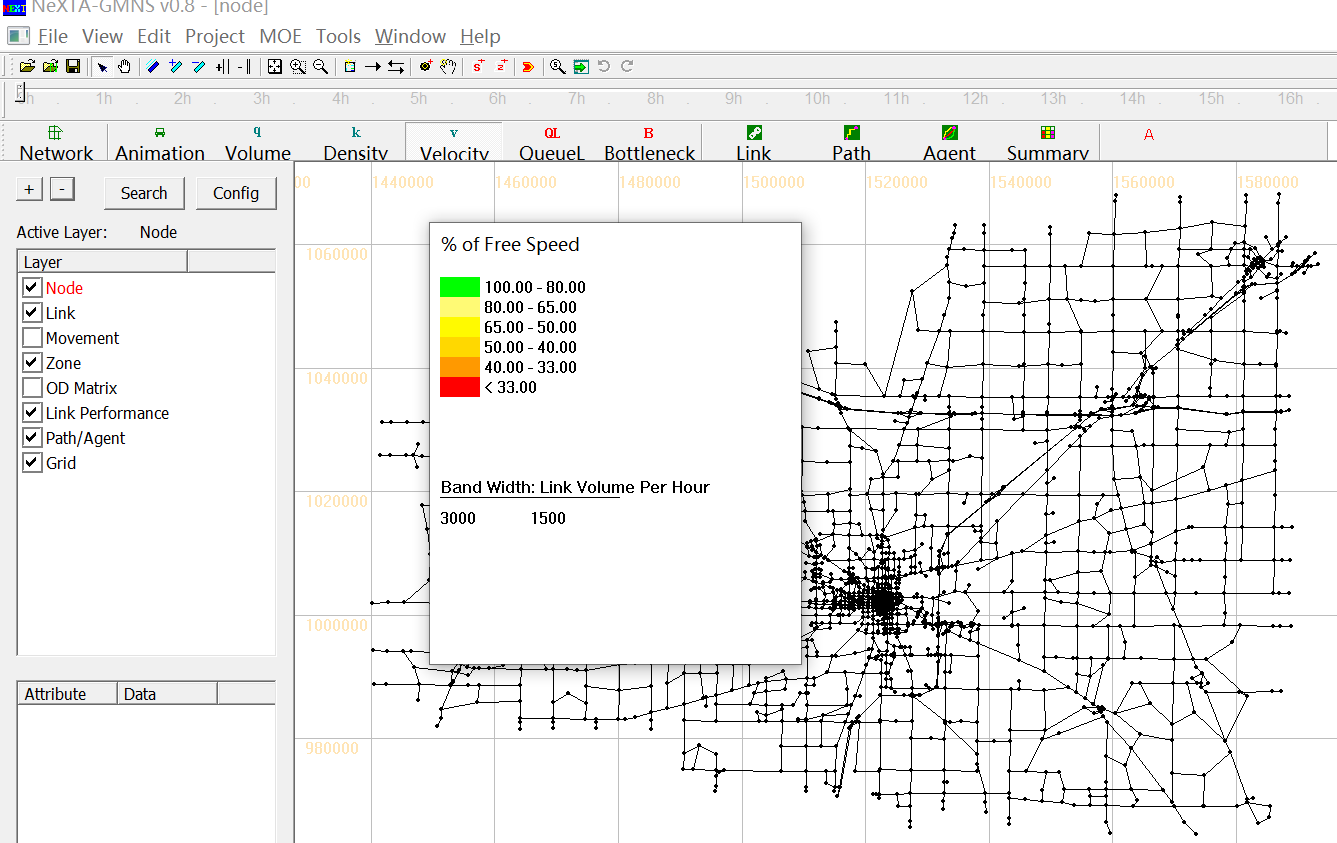 NEXT NeXTA-GMNS v0.8 - [node]
File View Edit Project MOE Tools Window Help
h 1h 2h 3h 4h 5h 6h 7h 8h 9h 10h 11h 12h 13h 14h 15h 16h
q k v QL B A
Network Animation Volume Density Velocity QueueL Bottleneck Link Path Agent Summary
+ - Search Config
Active Layer: Node
Layer
Node
Link
Movement
Zone
OD Matrix
Link Performance
Path/Agent
Grid
Attribute Data
00 1440000 1460000 1480000 1500000 1520000 1540000 1560000 1580000
1060000
1040000
1020000
1000000
980000
% of Free Speed
100.00 - 80.00
80.00 - 65.00
65.00 - 50.00
50.00 - 40.00
40.00 - 33.00
< 33.00
Band Width: Link Volume Per Hour
3000 1500